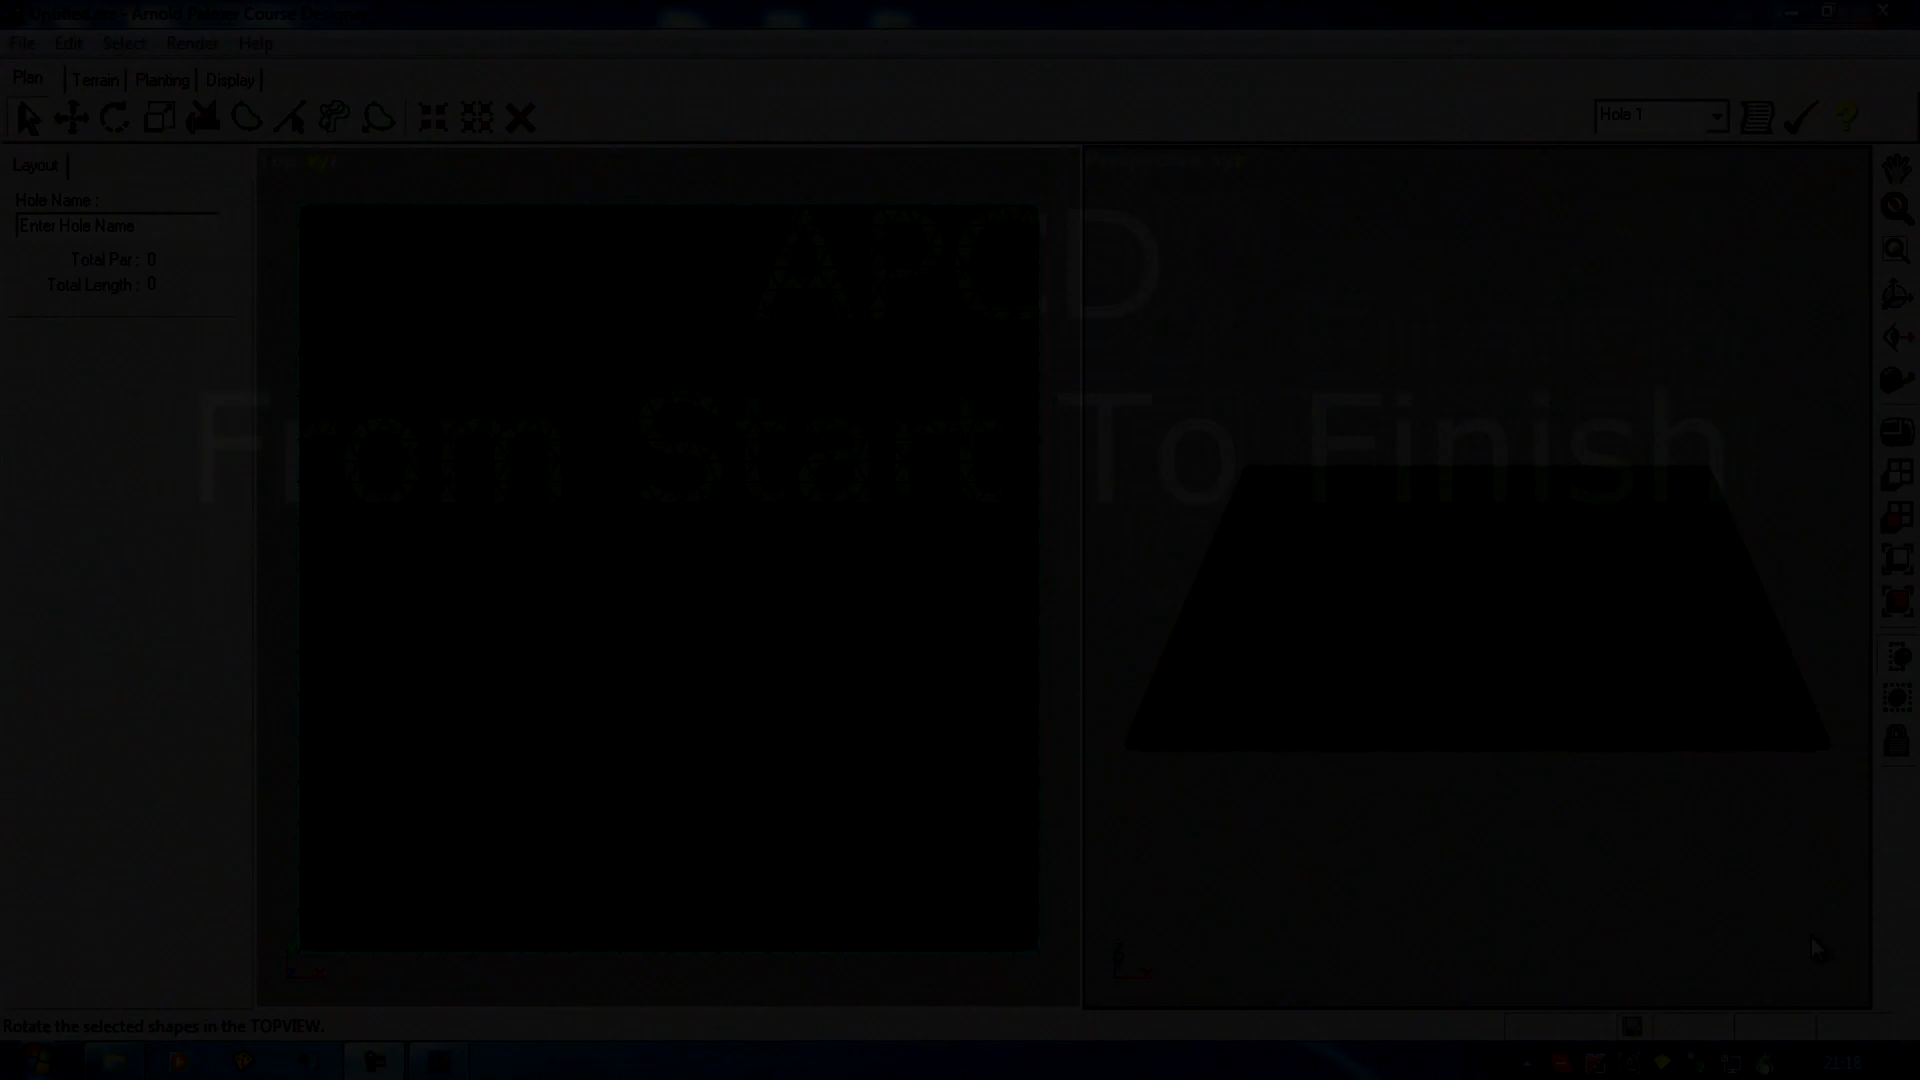 Untitled - Arnold Palmer Course Designer
File Edit Select Render Help
Plan Terrain Planting Display
Hole 1
Layout
Hole Name :
Enter Hole Name
Total Par : 0
Total Length : 0
APCD
From Start To Finish
Rotate the selected shapes in the TOPVIEW.
21:18